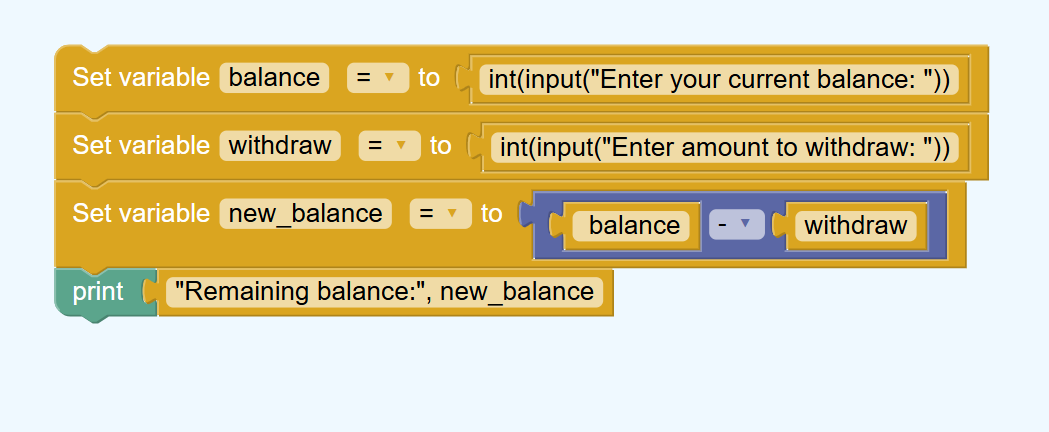 Set variable balance = ▼ to int(input("Enter your current balance: "))
Set variable withdraw = ▼ to int(input("Enter amount to withdraw: "))
Set variable new_balance = ▼ to balance - ▼ withdraw
print "Remaining balance:", new_balance